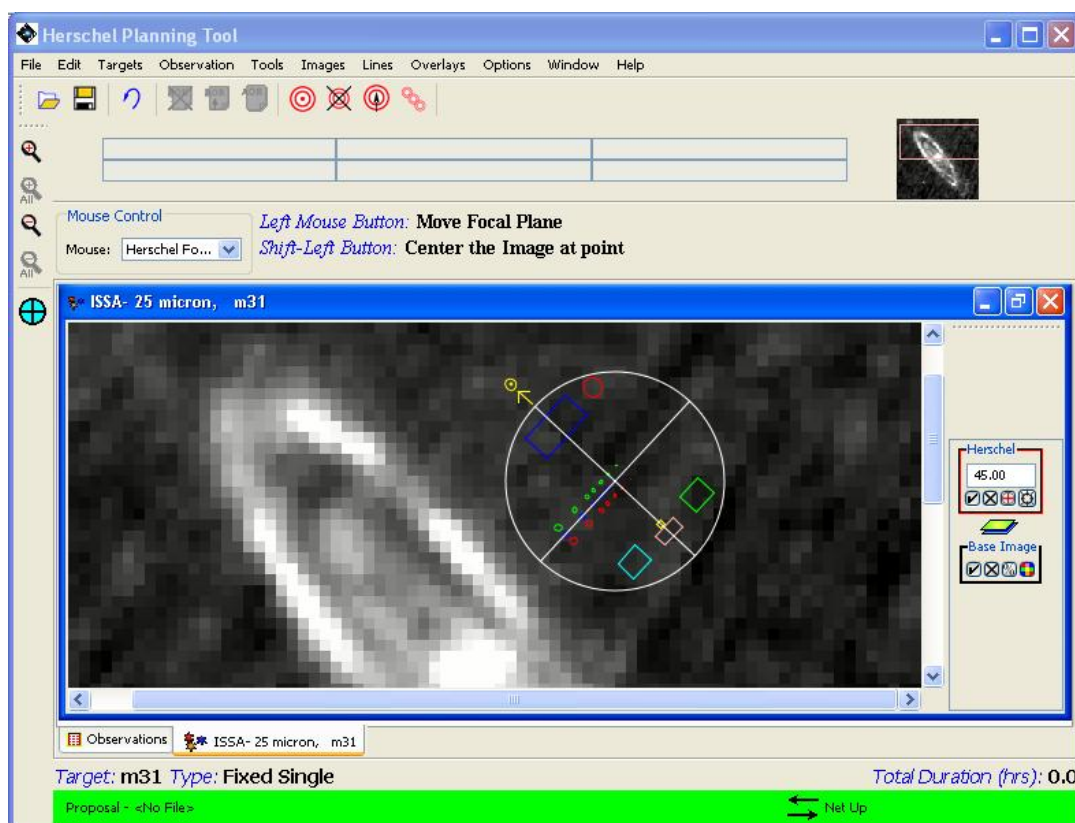 Herschel Planning Tool
File Edit Targets Observation Tools Images Lines Overlays Options Window Help
All
All
Mouse Control
Mouse: Herschel Fo...
Left Mouse Button: Move Focal Plane
Shift-Left Button: Center the Image at point
ISSA- 25 micron, m31
Herschel
45.00
Base Image
Observations
ISSA- 25 micron, m31
Target: m31 Type: Fixed Single
Total Duration (hrs): 0.0
Proposal - <No File>
Net Up